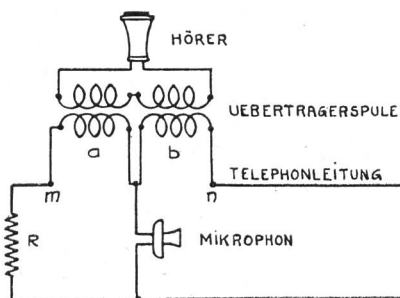 HÖRER
UEBERTRAGERSPULE
a b
TELEPHONLEITUNG
m n
R
MIKROPHON